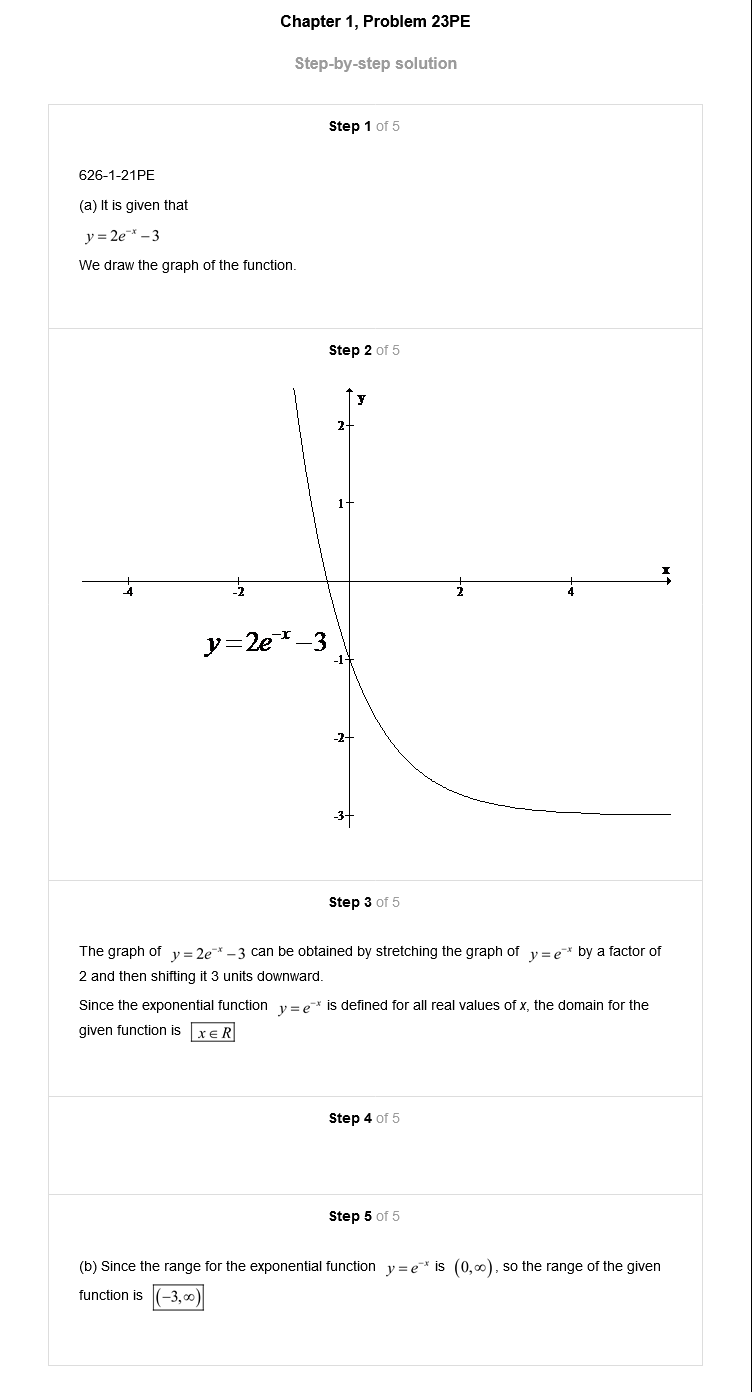 Chapter 1, Problem 23PE
Step-by-step solution
Step 1 of 5
626-1-21PE
(a) It is given that
y = 2e⁻ˣ − 3
We draw the graph of the function.
Step 2 of 5
y
2
1
x
-4 -2 2 4
y = 2e⁻ˣ − 3
-1
-2
-3
Step 3 of 5
The graph of y = 2e⁻ˣ − 3 can be obtained by stretching the graph of y = e⁻ˣ by a factor of
2 and then shifting it 3 units downward.
Since the exponential function y = e⁻ˣ is defined for all real values of x, the domain for the
given function is x ∈ R
Step 4 of 5
Step 5 of 5
(b) Since the range for the exponential function y = e⁻ˣ is (0,∞), so the range of the given
function is (−3,∞)